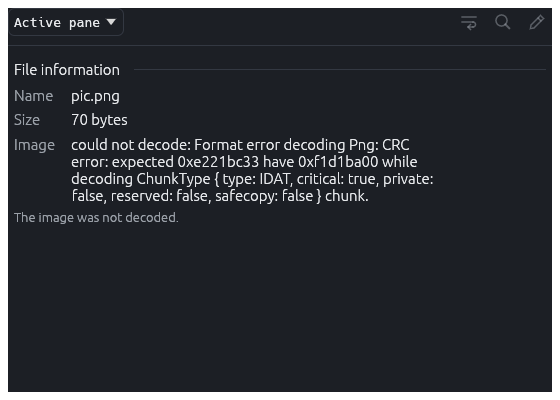 Active pane
File information
Name pic.png
Size 70 bytes
Image could not decode: Format error decoding Png: CRC
error: expected 0xe221bc33 have 0xf1d1ba00 while
decoding ChunkType { type: IDAT, critical: true, private:
false, reserved: false, safecopy: false } chunk.
The image was not decoded.